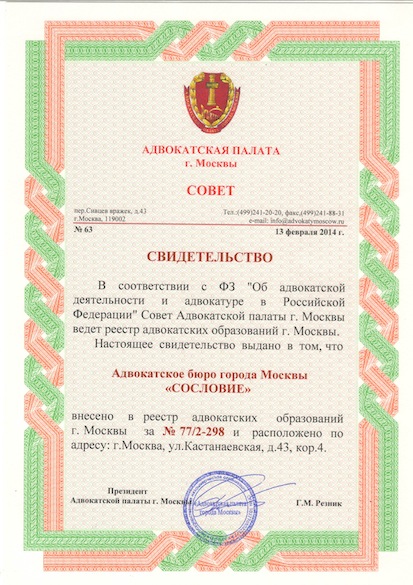 АДВОКАТСКАЯ ПАЛАТА
г. Москвы
СОВЕТ
пер.Сивцев вражек, д.43
г.Москва, 119002
Тел.:(499)241-20-20, факс,(499)241-88-31
e-mail: info@advokatymoscow.ru
№ 63
13 февраля 2014 г.
СВИДЕТЕЛЬСТВО
В соответствии с ФЗ "Об адвокатской
деятельности и адвокатуре в Российской
Федерации" Совет Адвокатской палаты г. Москвы
ведет реестр адвокатских образований г. Москвы.
Настоящее свидетельство выдано в том, что
Адвокатское бюро города Москвы
«СОСЛОВИЕ»
внесено в реестр адвокатских образований
г. Москвы за № 77/2-298 и расположено по
адресу: г.Москва, ул.Кастанаевская, д.43, кор.4.
Президент
Адвокатской палаты г. Москвы
Г.М. Резник
«Адвокатская палата
города Москвы»